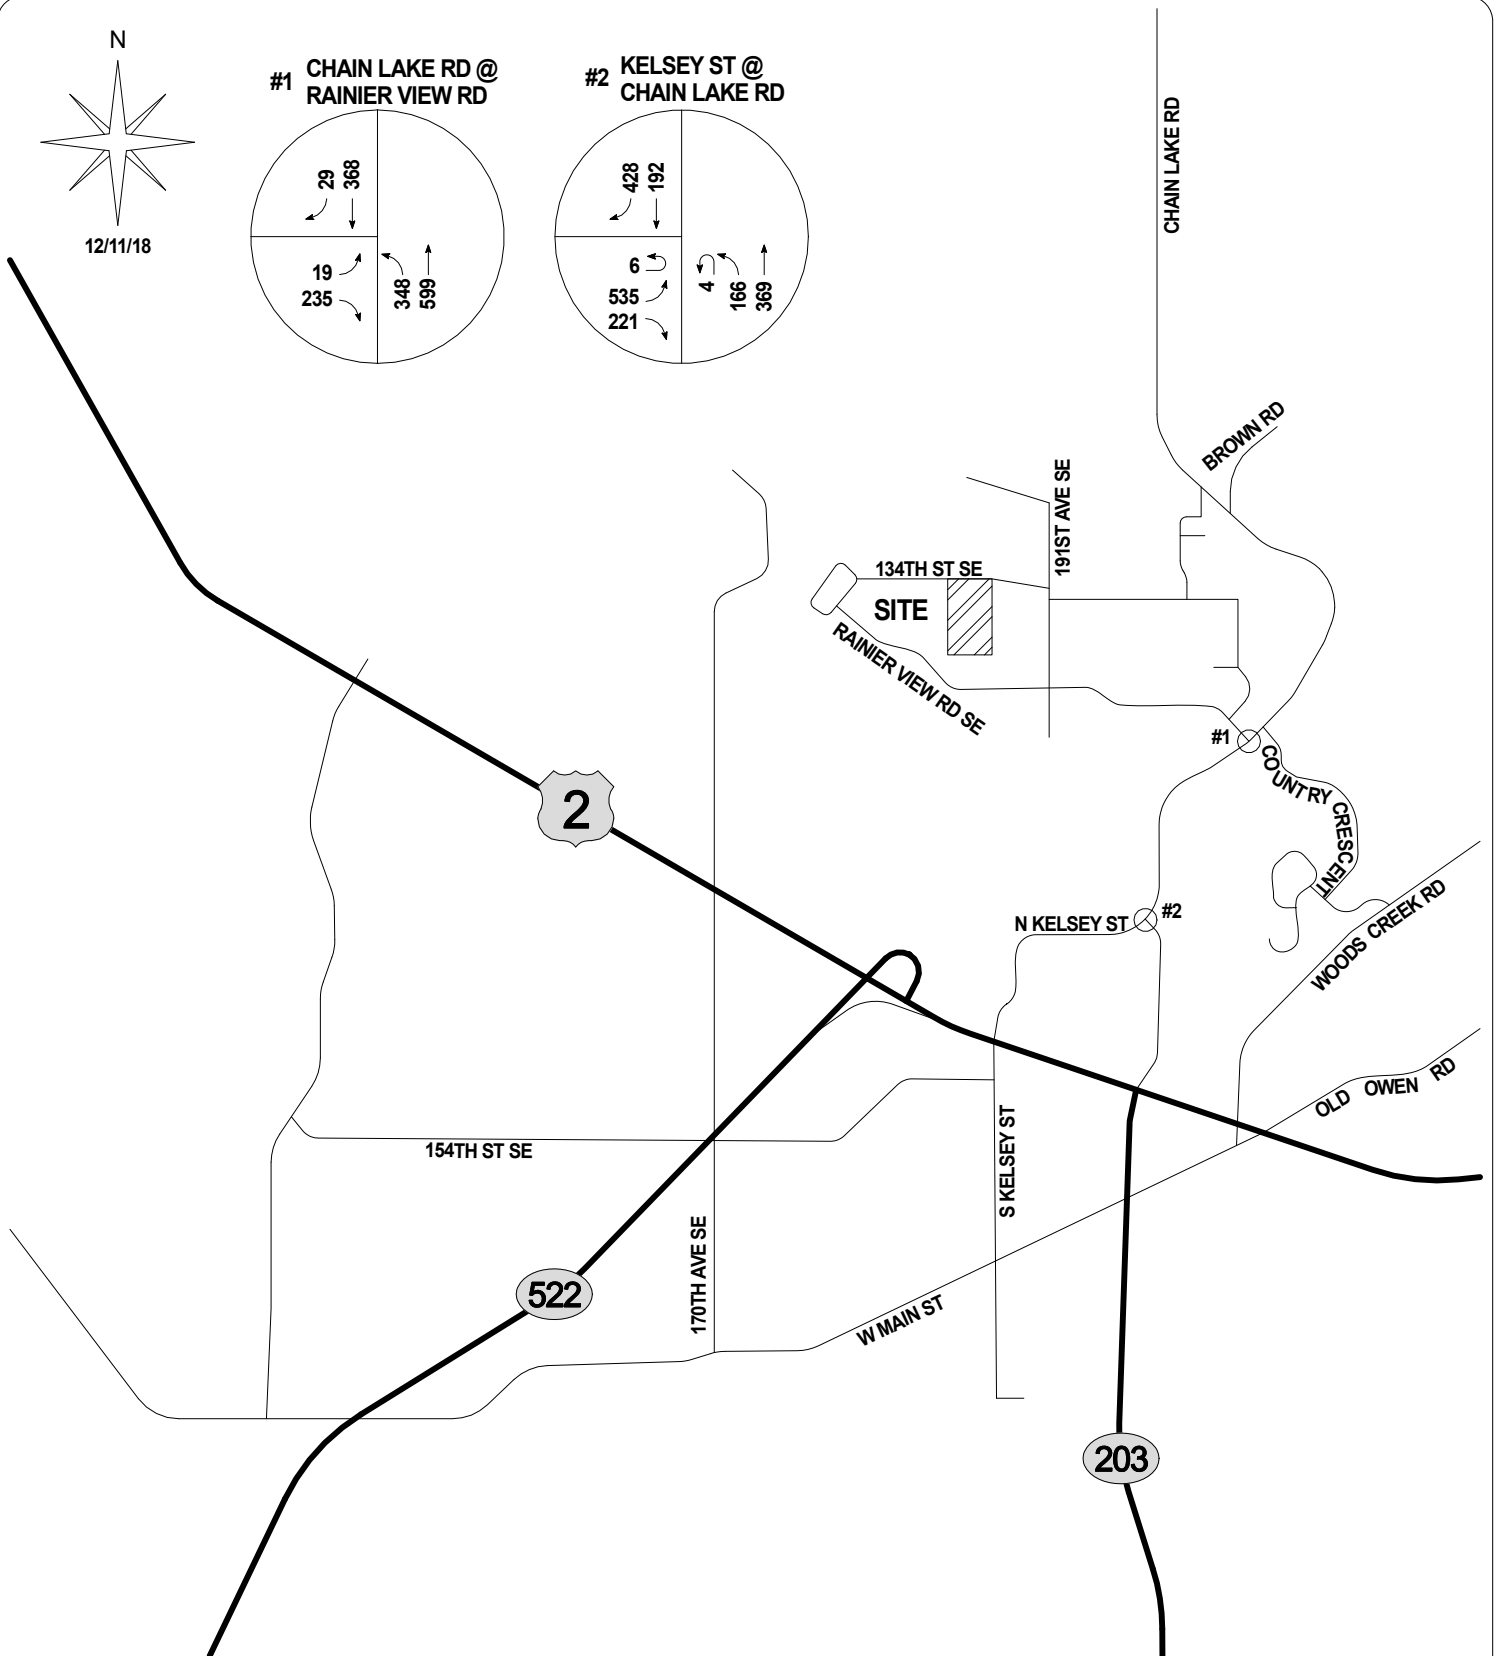 N
12/11/18
#1 CHAIN LAKE RD @
RAINIER VIEW RD
29
368
19
235
348
599
#2 KELSEY ST @
CHAIN LAKE RD
428
192
6
535
221
4
166
369
CHAIN LAKE RD
BROWN RD
191ST AVE SE
134TH ST SE
SITE
RAINIER VIEW RD SE
#1
COUNTRY CRESCENT
2
N KELSEY ST
#2
WOODS CREEK RD
OLD OWEN RD
154TH ST SE
S KELSEY ST
170TH AVE SE
522
W MAIN ST
203